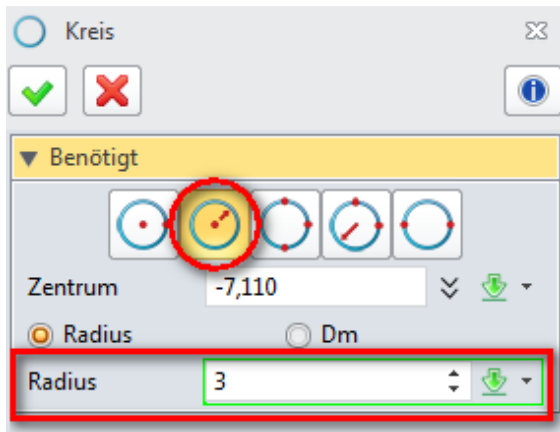 Kreis
Benötigt
Zentrum -7,110
Radius Dm
Radius 3